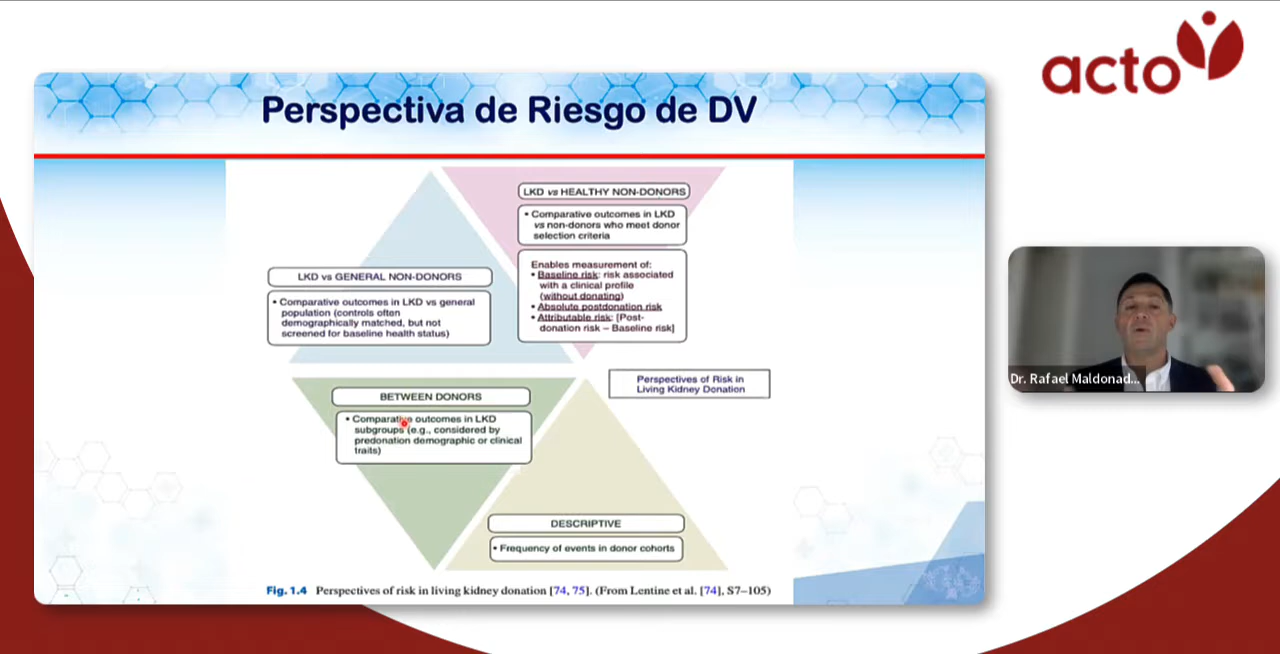 acto
Perspectiva de Riesgo de DV
LKD vs HEALTHY NON-DONORS
• Comparative outcomes in LKD
vs non-donors who meet donor
selection criteria
Enables measurement of:
• Baseline risk: risk associated
with a clinical profile
(without donating)
• Absolute postdonation risk
• Attributable risk: [Post-
donation risk – Baseline risk]
LKD vs GENERAL NON-DONORS
• Comparative outcomes in LKD vs general
population (controls often
demographically matched, but not
screened for baseline health status)
Perspectives of Risk in
Living Kidney Donation
BETWEEN DONORS
• Comparative outcomes in LKD
subgroups (e.g., considered by
predonation demographic or clinical
traits)
DESCRIPTIVE
• Frequency of events in donor cohorts
Fig. 1.4 Perspectives of risk in living kidney donation [74, 75]. (From Lentine et al. [74], S7–105)
Dr. Rafael Maldonad...